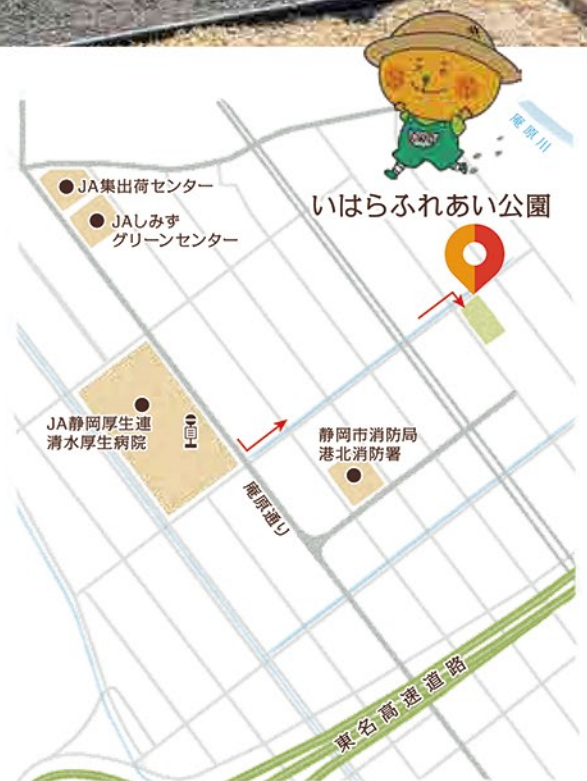 庵原川
JA集出荷センター
JAしみず
グリーンセンター
いはらふれあい公園
JA静岡厚生連
清水厚生病院
静岡市消防局
港北消防署
庵原通り
東名高速道路